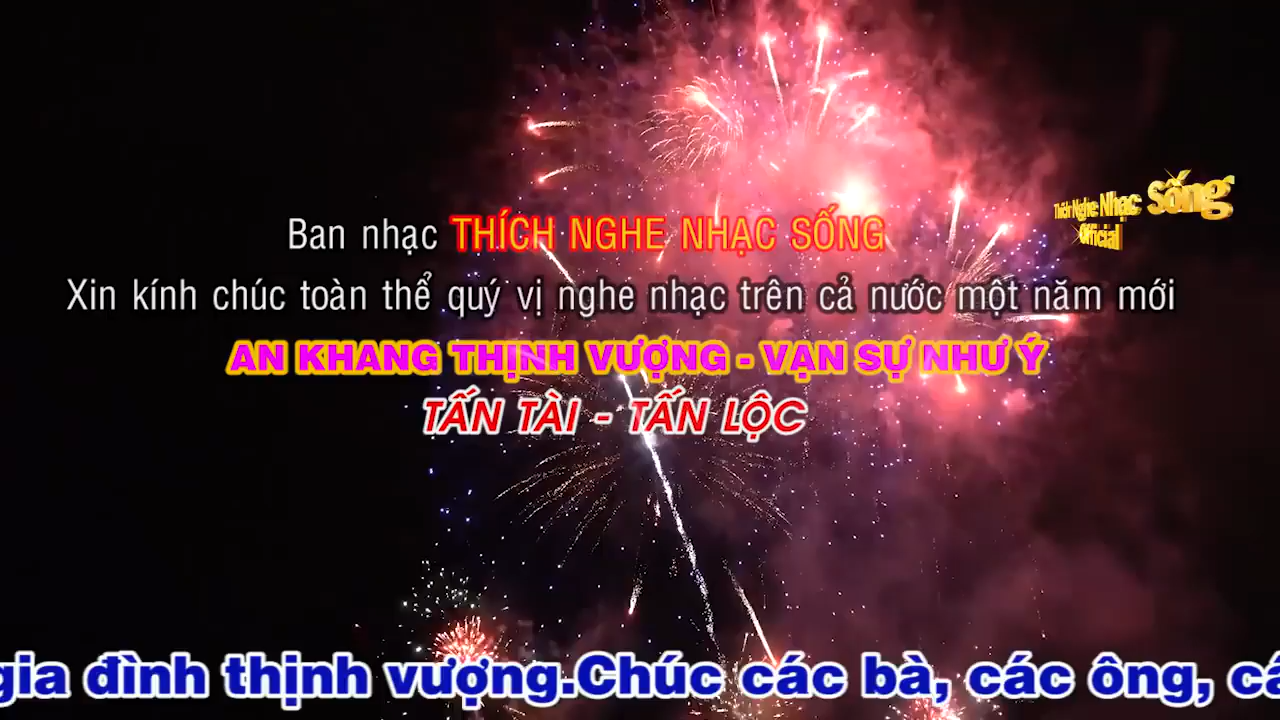 Thích Nghe Nhạc Sống
Official
Ban nhạc THÍCH NGHE NHẠC SỐNG
Xin kính chúc toàn thể quý vị nghe nhạc trên cả nước một năm mới
AN KHANG THỊNH VƯỢNG - VẠN SỰ NHƯ Ý
TẤN TÀI - TẤN LỘC
gia đình thịnh vượng.Chúc các bà, các ông, cá